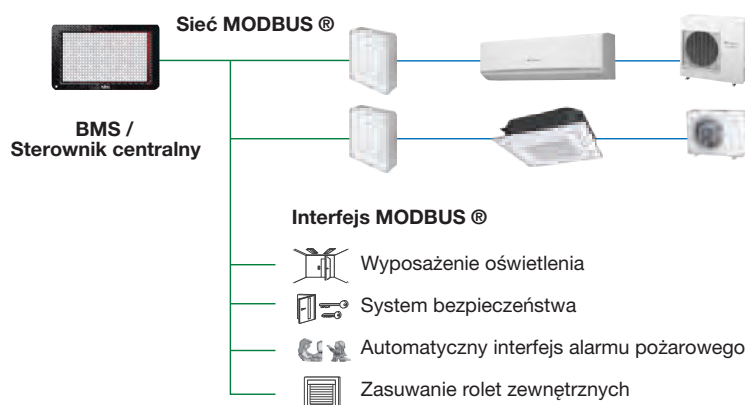 Sieć MODBUS ®
BMS /
Sterownik centralny
Interfejs MODBUS ®
Wyposażenie oświetlenia
System bezpieczeństwa
Automatyczny interfejs alarmu pożarowego
Zasuwanie rolet zewnętrznych